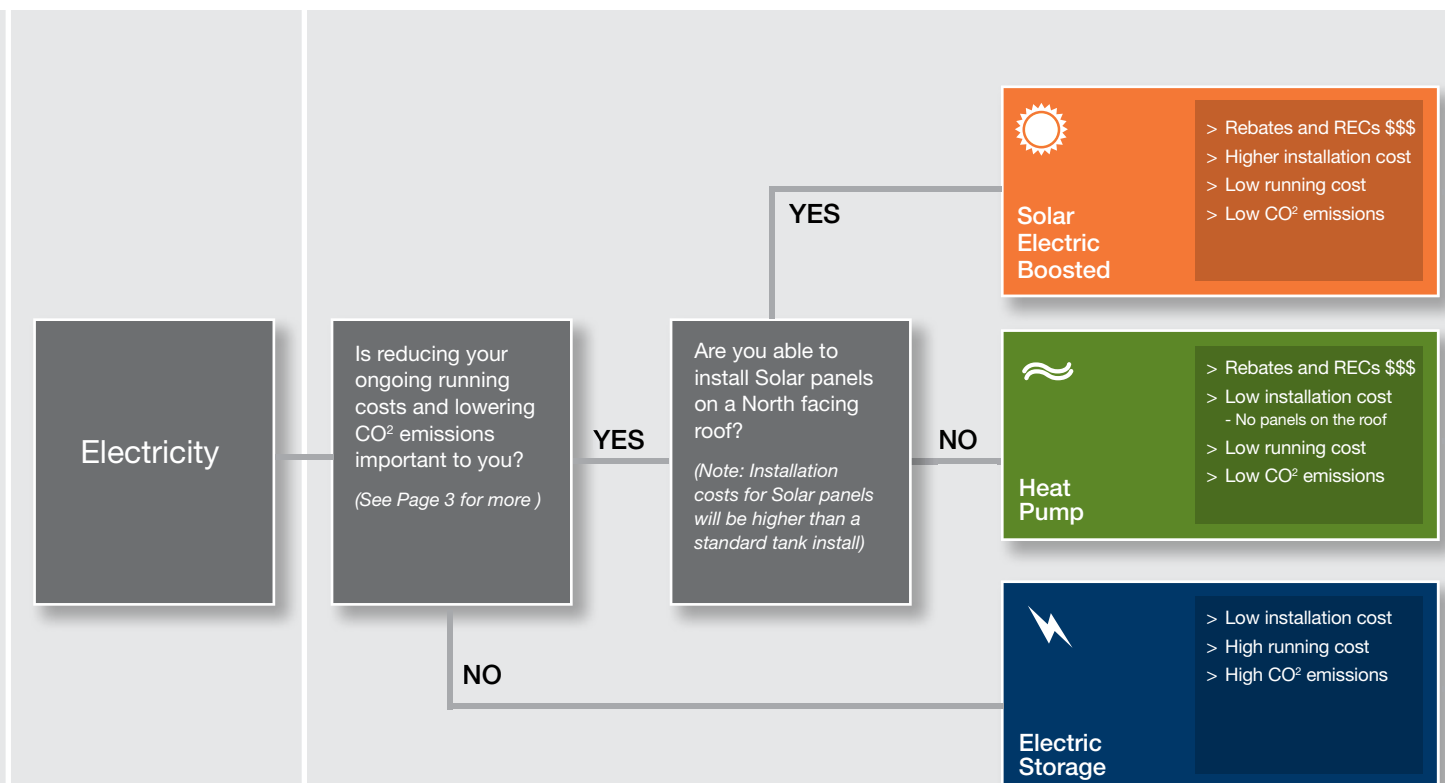 Electricity
Is reducing your
ongoing running
costs and lowering
CO² emissions
important to you?
(See Page 3 for more )
YES
NO
Are you able to
install Solar panels
on a North facing
roof?
(Note: Installation
costs for Solar panels
will be higher than a
standard tank install)
YES
NO
Solar
Electric
Boosted
> Rebates and RECs $$$
> Higher installation cost
> Low running cost
> Low CO² emissions
Heat
Pump
> Rebates and RECs $$$
> Low installation cost
- No panels on the roof
> Low running cost
> Low CO² emissions
Electric
Storage
> Low installation cost
> High running cost
> High CO² emissions